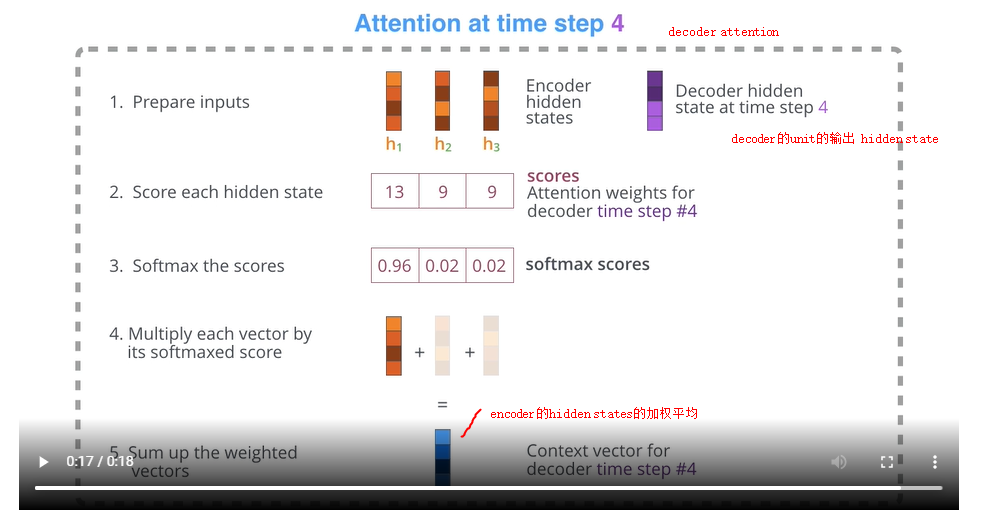 Attention at time step 4
decoder attention
1. Prepare inputs
Encoder
hidden
states
Decoder hidden
state at time step 4
h1 h2 h3
decoder的unit的输出 hidden state
2. Score each hidden state
13 9 9
scores
Attention weights for
decoder time step #4
3. Softmax the scores
0.96 0.02 0.02
softmax scores
4. Multiply each vector by
its softmaxed score
+ +
=
encoder的hidden states的加权平均
5. Sum up the weighted
vectors
Context vector for
decoder time step #4
0:17 / 0:18